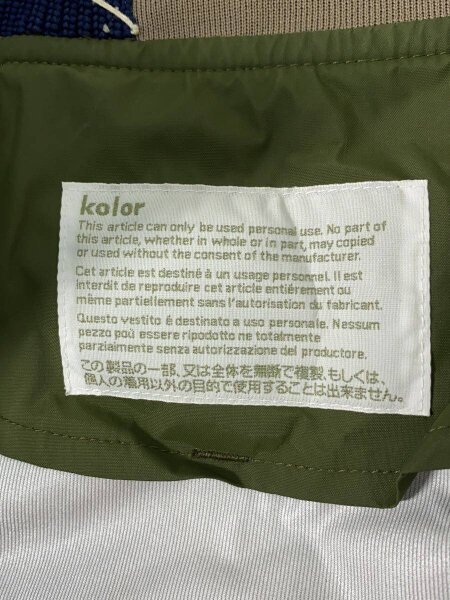 kolor
This article can only be used personal use. No part of
this article, whether in whole or in part, may copied
or used without the consent of the manufacturer.
Cet article est destiné à un usage personnel. Il est
interdit de reproduire cet article entiérement ou
même partiellement sans l'autorisation du fabricant.
Questo vestito é destinato a uso personale. Nessum
pezzo poù essere ripodotto ne totalmente
parzialmente senza autorizzazione del productore.
この製品の一部、又は全体を無断で複製、もしくは、
個人の着用以外の目的で使用することは出来ません。